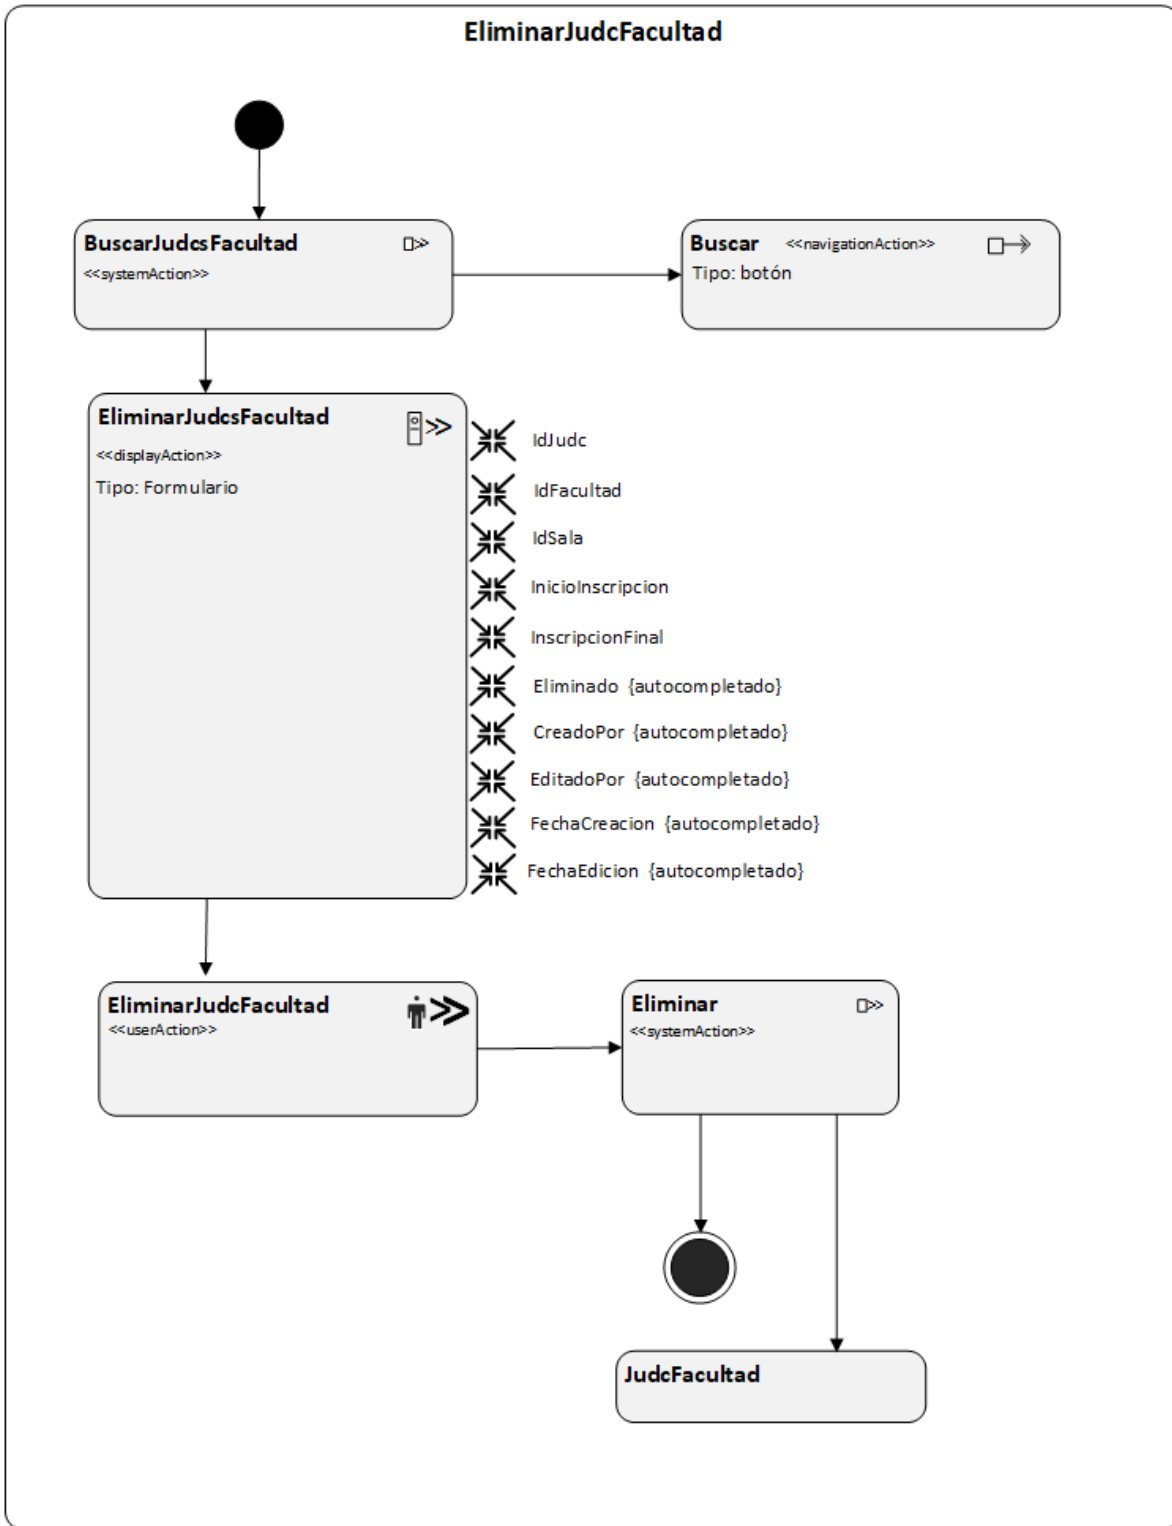 EliminarJudcFacultad
BuscarJudcsFacultad
<<systemAction>>
Buscar <<navigationAction>>
Tipo: botón
EliminarJudcsFacultad
<<displayAction>>
Tipo: Formulario
IdJudc
IdFacultad
IdSala
InicioInscripcion
InscripcionFinal
Eliminado {autocompletado}
CreadoPor {autocompletado}
EditadoPor {autocompletado}
FechaCreacion {autocompletado}
FechaEdicion {autocompletado}
EliminarJudcFacultad
<<userAction>>
Eliminar
<<systemAction>>
JudcFacultad